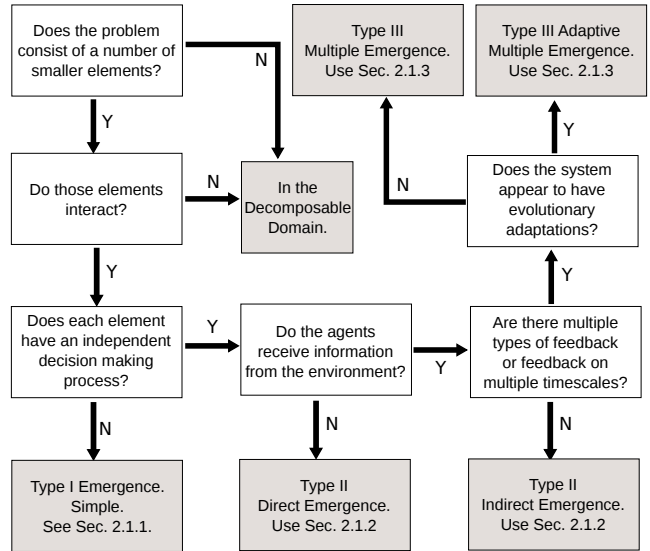 Does the problem
consist of a number of
smaller elements?
N
Type III
Multiple Emergence.
Use Sec. 2.1.3
Type III Adaptive
Multiple Emergence.
Use Sec. 2.1.3
Y
Y
Do those elements
interact?
N
In the
Decomposable
Domain.
N
Does the system
appear to have
evolutionary
adaptations?
Y
Y
Does each element
have an independent
decision making
process?
Y
Do the agents
receive information
from the environment?
Y
Are there multiple
types of feedback
or feedback on
multiple timescales?
N
N
N
Type I Emergence.
Simple.
See Sec. 2.1.1.
Type II
Direct Emergence.
Use Sec. 2.1.2
Type II
Indirect Emergence.
Use Sec. 2.1.2